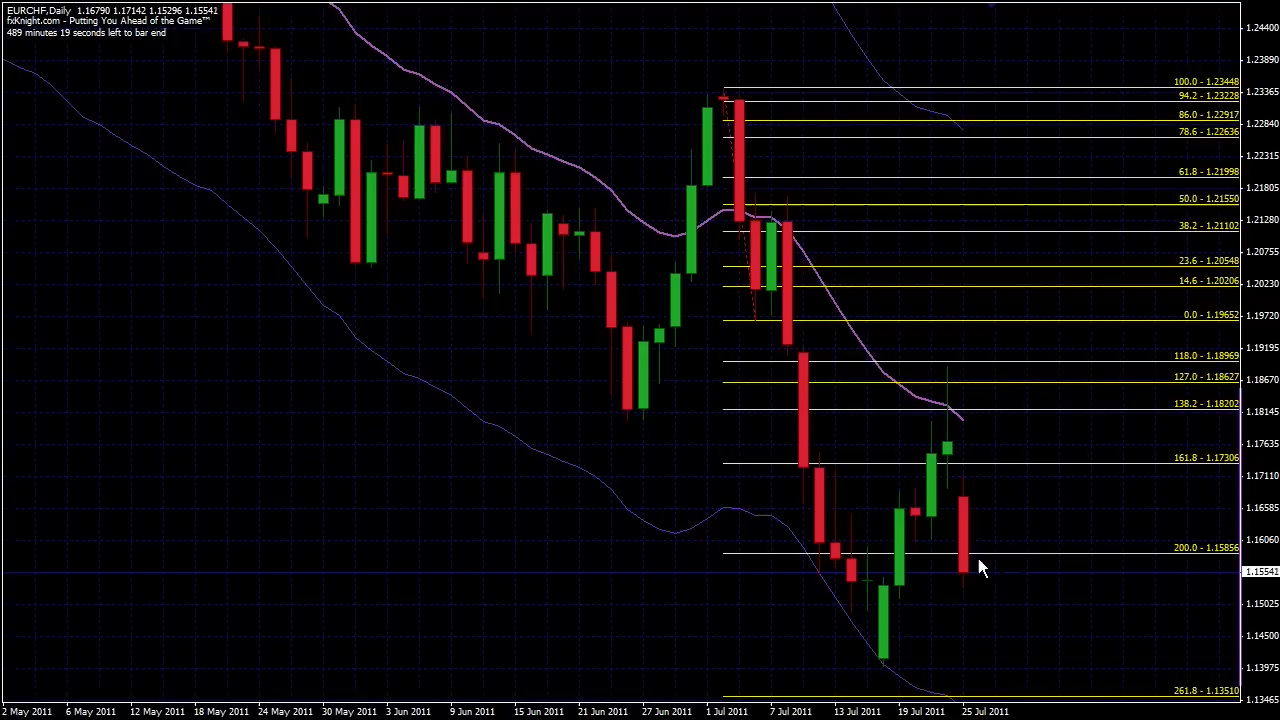 EURCHF,Daily 1.16790 1.17142 1.15296 1.15541
fxKnight.com - Putting You Ahead of the Game™
489 minutes 19 seconds left to bar end
1.24400
1.23890
100.0 - 1.23448
1.23365
94.2 - 1.23228
86.0 - 1.22917
1.22840
78.6 - 1.22636
1.22315
61.8 - 1.21998
1.21805
50.0 - 1.21550
1.21280
38.2 - 1.21102
1.20755
23.6 - 1.20548
1.20230
14.6 - 1.20206
0.0 - 1.19652
1.19720
1.19195
118.0 - 1.18969
127.0 - 1.18627
1.18670
138.2 - 1.18202
1.18145
1.17635
161.8 - 1.17306
1.17110
1.16585
1.16060
200.0 - 1.15856
1.15541
1.15025
1.14500
1.13975
261.8 - 1.13510
1.13465
2 May 2011 6 May 2011 12 May 2011 18 May 2011 24 May 2011 30 May 2011 3 Jun 2011 9 Jun 2011 15 Jun 2011 21 Jun 2011 27 Jun 2011 1 Jul 2011 7 Jul 2011 13 Jul 2011 19 Jul 2011 25 Jul 2011